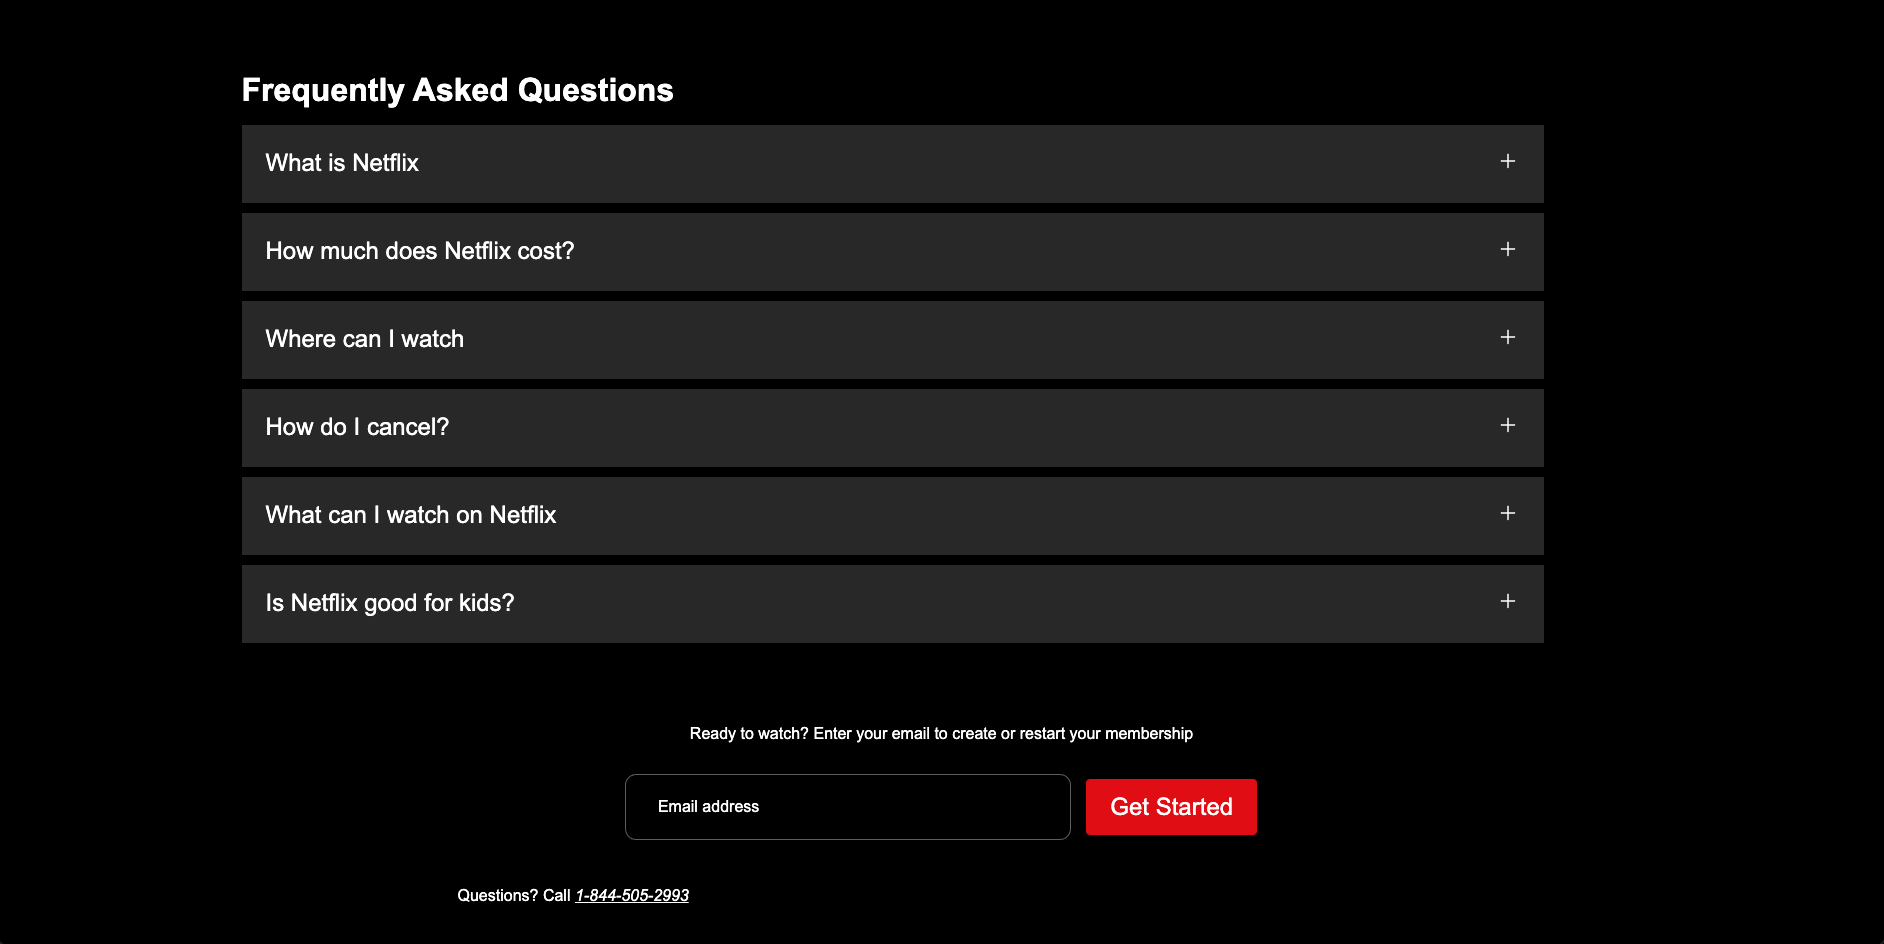 Frequently Asked Questions
What is Netflix
+
How much does Netflix cost?
+
Where can I watch
+
How do I cancel?
+
What can I watch on Netflix
+
Is Netflix good for kids?
+
Ready to watch? Enter your email to create or restart your membership
Email address
Get Started
Questions? Call 1-844-505-2993